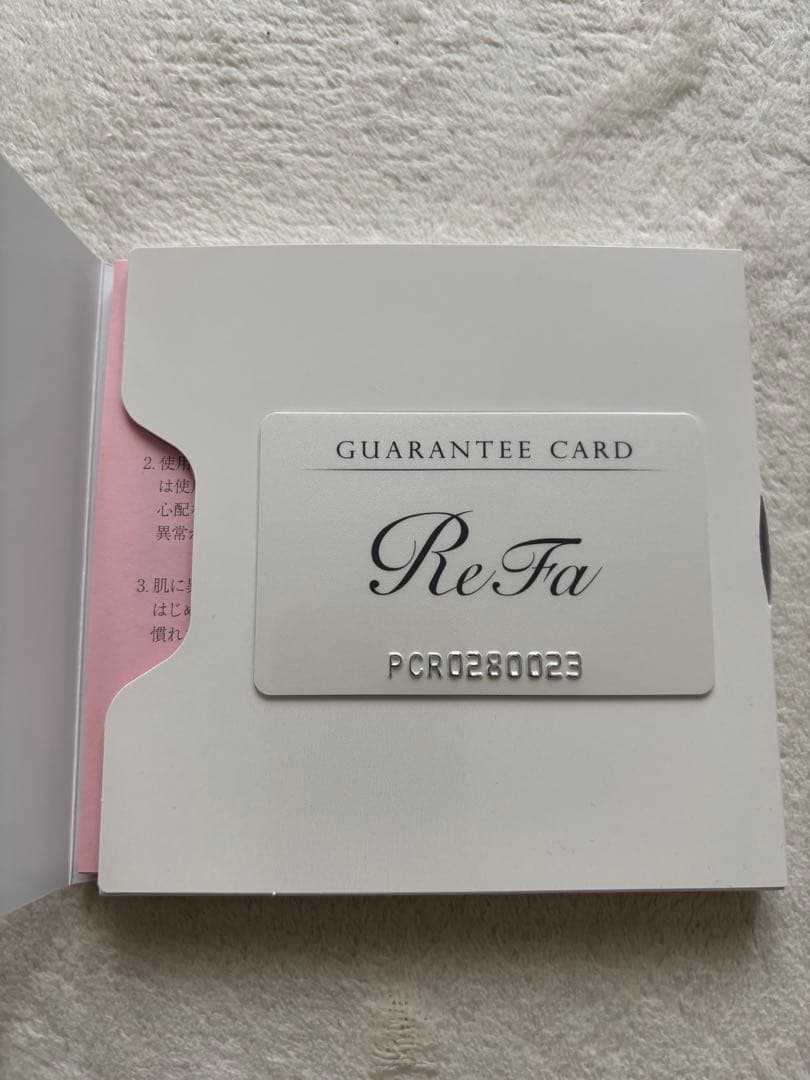 GUARANTEE CARD
ReFa
PCR0280023
2. 使用
は使
心配
異常
3. 肌に
はじめ
慣れ